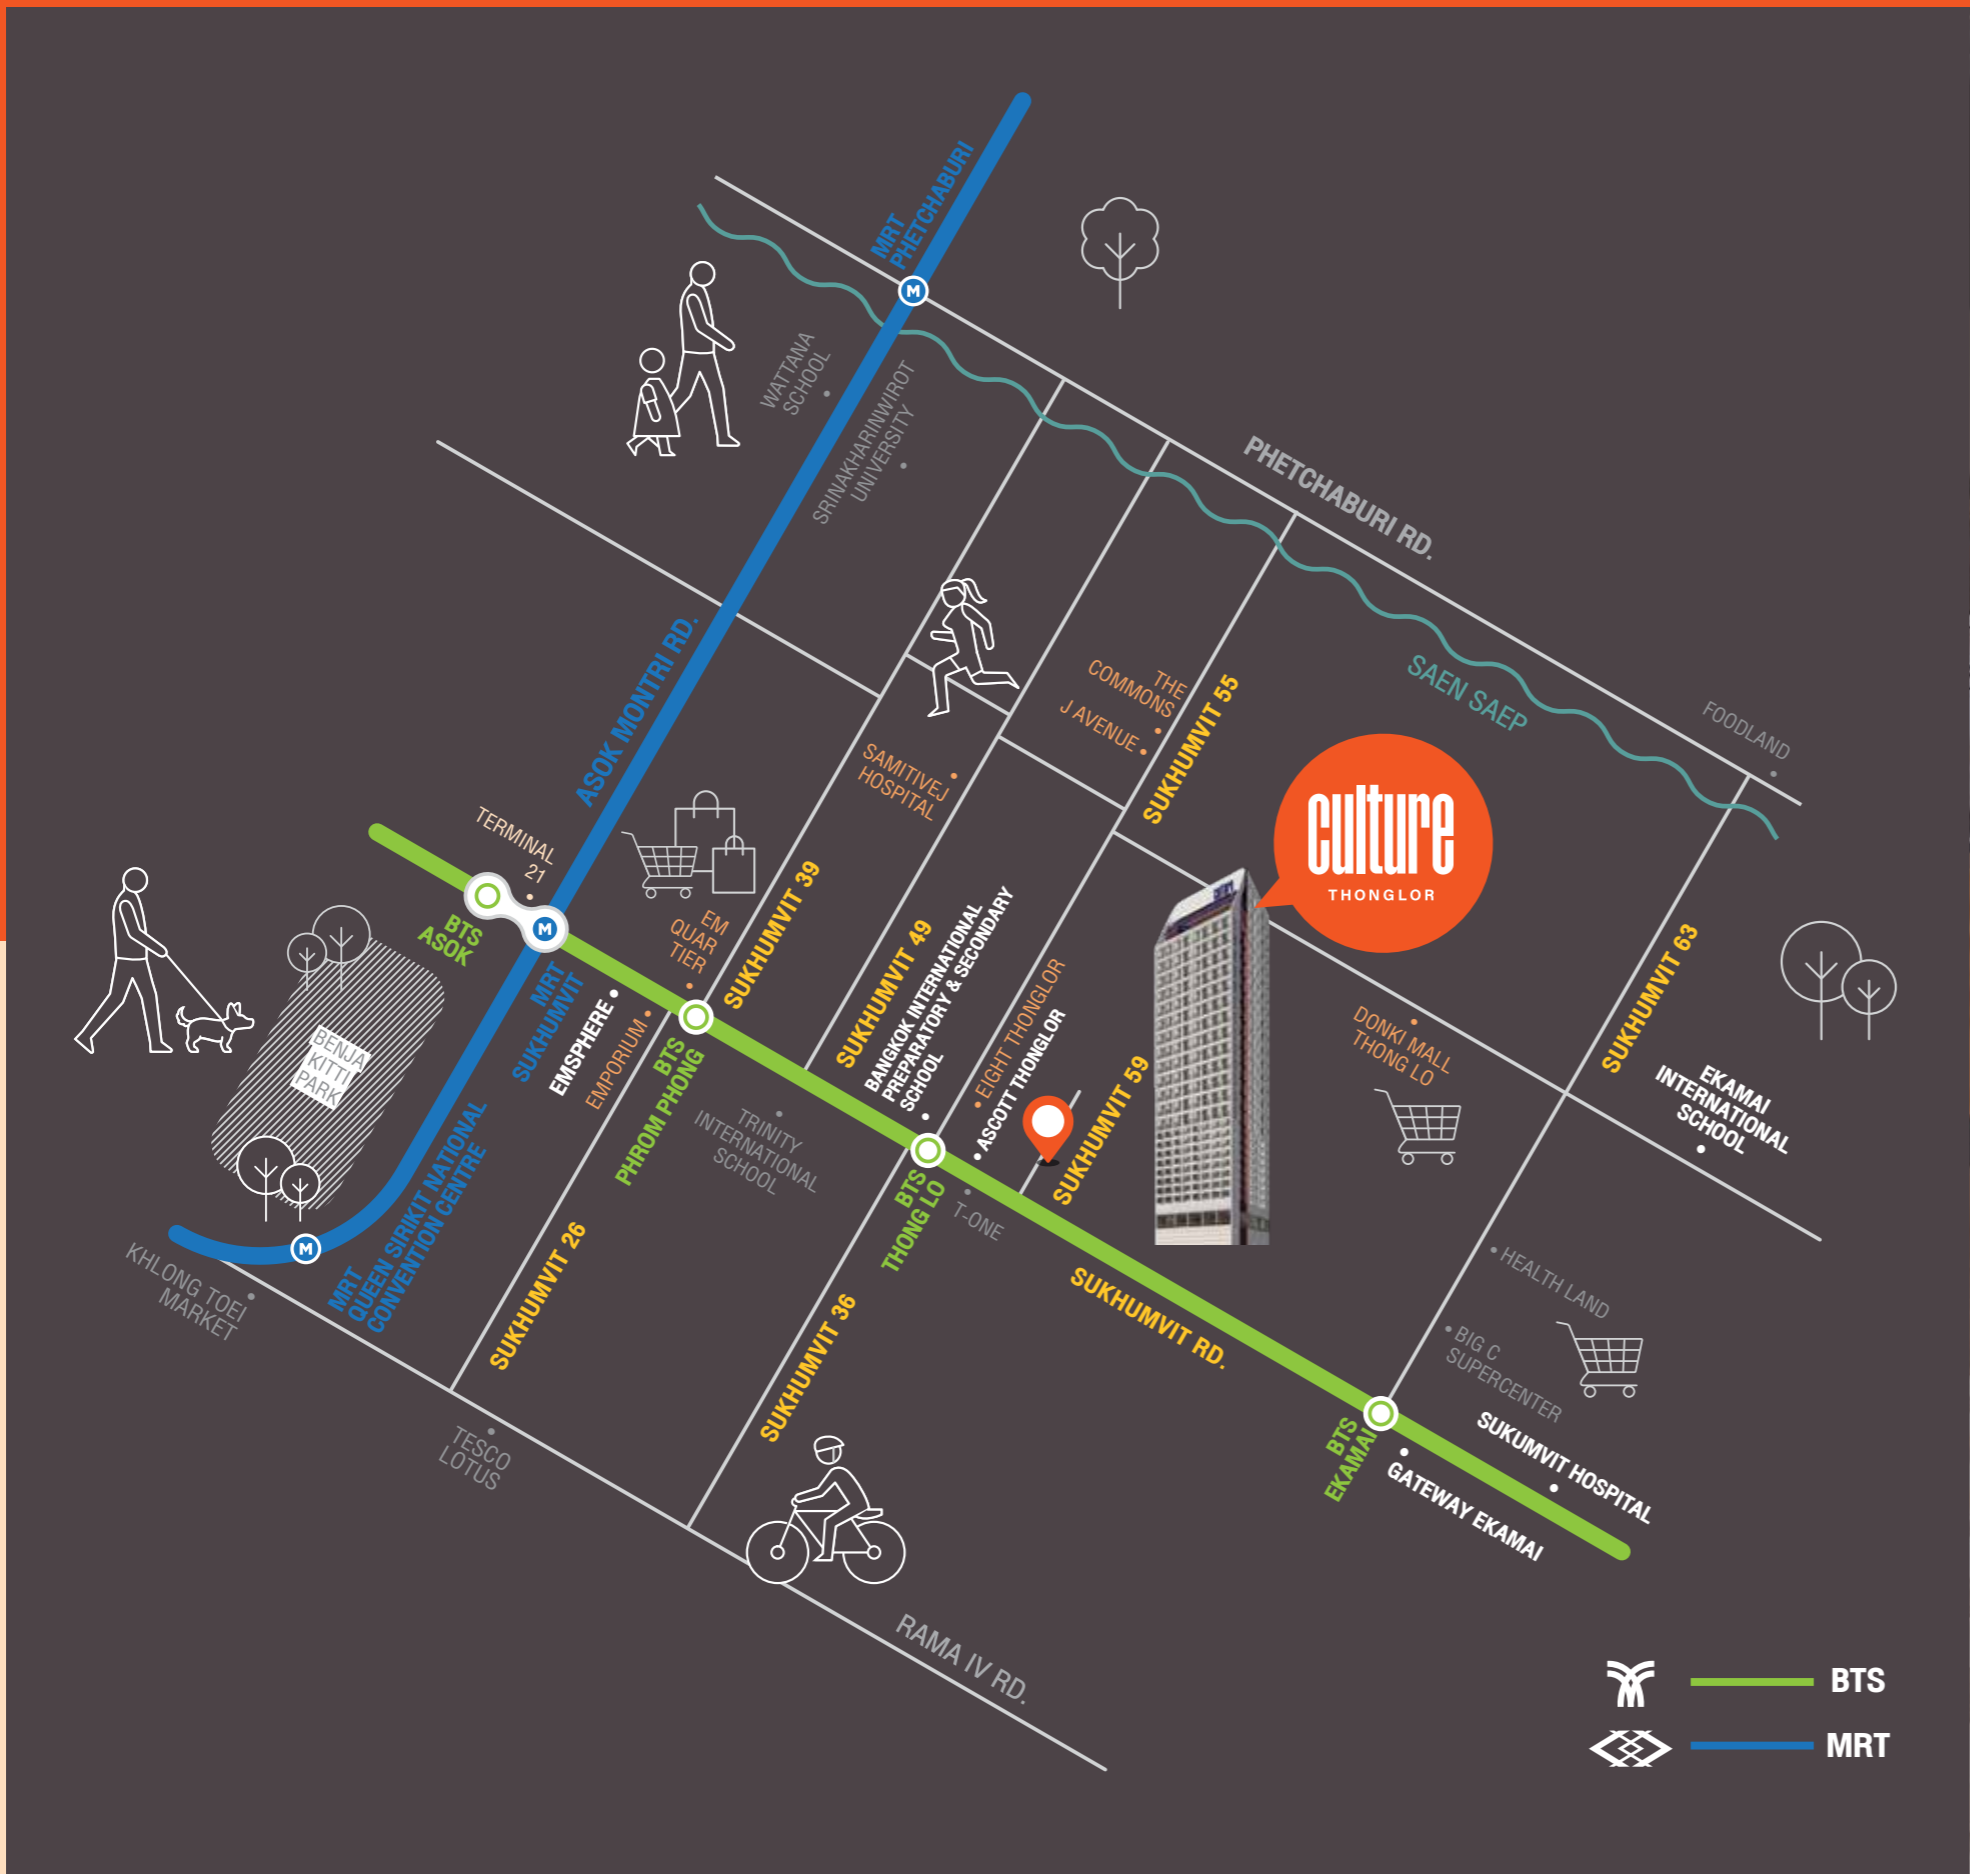 MRT
PHETCHABURI
WATTANA
SCHOOL
SRINAKHARINWIROT
UNIVERSITY
PHETCHABURI RD.
SAEN SAEP
FOODLAND
ASOK MONTRI RD.
THE
COMMONS
J AVENUE
SUKHUMVIT 55
SAMITIVEJ
HOSPITAL
culture
THONGLOR
TERMINAL
21
BTS
ASOK
M
M
M
MRT
SUKHUMVIT
EM
QUAR
TIER
SUKHUMVIT 39
SUKHUMVIT 49
BANGKOK INTERNATIONAL
PREPARATORY & SECONDARY
SCHOOL
EIGHT THONGLOR
ASCOTT THONGLOR
SUKHUMVIT 59
DONKI MALL
THONG LO
SUKHUMVIT 63
EKAMAI
INTERNATIONAL
SCHOOL
BENJA
KITTI
PARK
EMSPHERE
EMPORIUM
BTS
PHROM PHONG
TRINITY
INTERNATIONAL
SCHOOL
BTS
THONG LO
T-ONE
MRT
QUEEN SIRIKIT NATIONAL
CONVENTION CENTRE
KHLONG TOEI
MARKET
SUKHUMVIT 26
SUKHUMVIT 36
SUKHUMVIT RD.
HEALTH LAND
BIG C
SUPERCENTER
SUKUMVIT HOSPITAL
BTS
EKAMAI
GATEWAY EKAMAI
TESCO
LOTUS
RAMA IV RD.
BTS
MRT